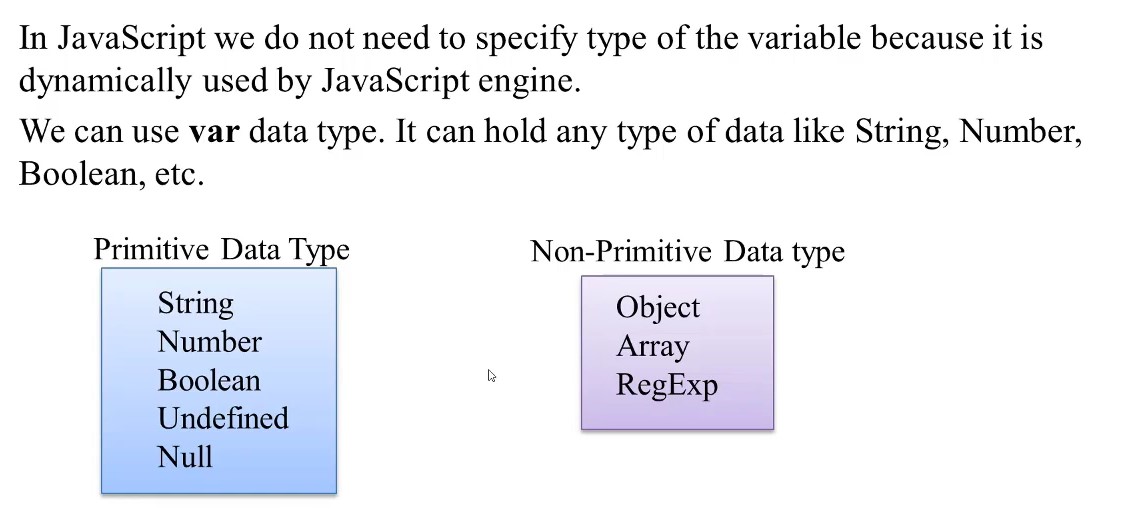 In JavaScript we do not need to specify type of the variable because it is
dynamically used by JavaScript engine.
We can use var data type. It can hold any type of data like String, Number,
Boolean, etc.
Primitive Data Type
String
Number
Boolean
Undefined
Null
Non-Primitive Data type
Object
Array
RegExp